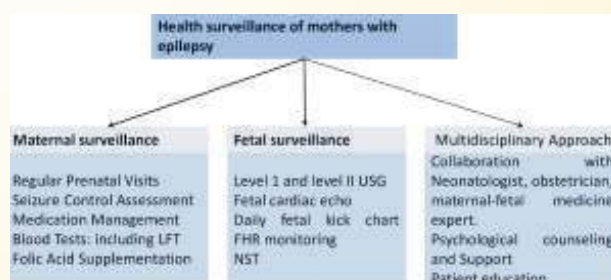 Health surveillance of mothers with
epilepsy
Maternal surveillance
Regular Prenatal Visits
Seizure Control Assessment
Medication Management
Blood Tests: including LFT
Folic Acid Supplementation
Fetal surveillance
Level 1 and level II USG
Fetal cardiac echo
Daily fetal kick chart
FHR monitoring
NST
Multidisciplinary Approach
Collaboration with
Neonatologist, obstetrician,
maternal-fetal medicine
expert.
Psychological counseling
and Support
Patient education